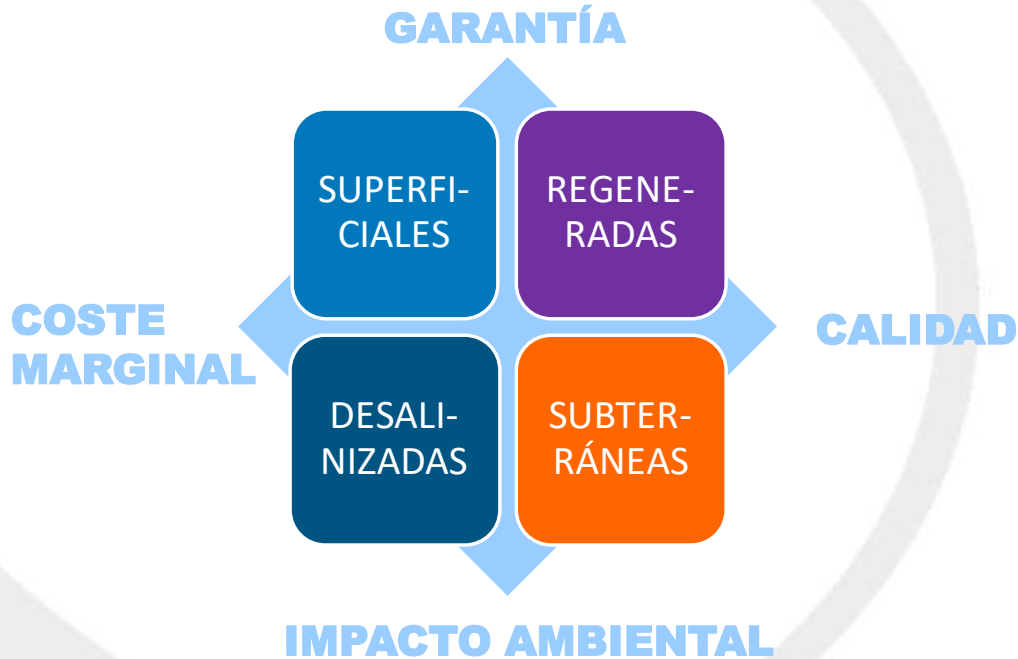 GARANTÍA
SUPERFI-
CIALES
REGENE-
RADAS
COSTE
MARGINAL
CALIDAD
DESALI-
NIZADAS
SUBTER-
RÁNEAS
IMPACTO AMBIENTAL